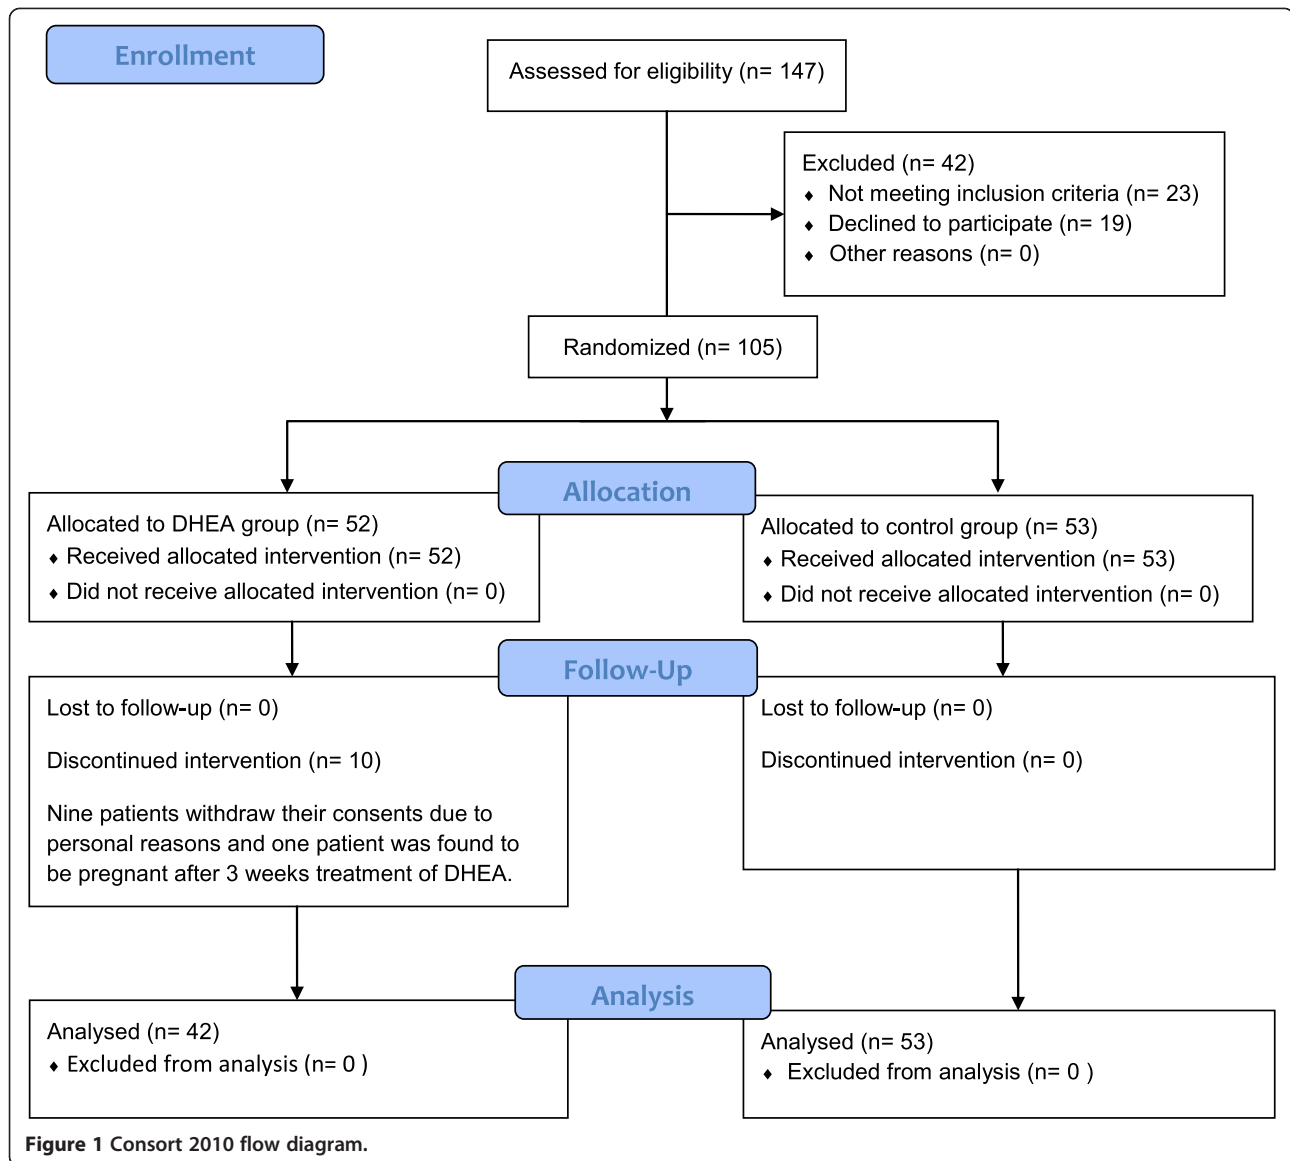 Enrollment
Assessed for eligibility (n= 147)
Excluded (n= 42)
♦ Not meeting inclusion criteria (n= 23)
♦ Declined to participate (n= 19)
♦ Other reasons (n= 0)
Randomized (n= 105)
Allocation
Allocated to DHEA group (n= 52)
♦ Received allocated intervention (n= 52)
♦ Did not receive allocated intervention (n= 0)
Allocated to control group (n= 53)
♦ Received allocated intervention (n= 53)
♦ Did not receive allocated intervention (n= 0)
Follow-Up
Lost to follow-up (n= 0)
Discontinued intervention (n= 10)
Nine patients withdraw their consents due to
personal reasons and one patient was found to
be pregnant after 3 weeks treatment of DHEA.
Lost to follow-up (n= 0)
Discontinued intervention (n= 0)
Analysis
Analysed (n= 42)
♦ Excluded from analysis (n= 0 )
Analysed (n= 53)
♦ Excluded from analysis (n= 0 )
Figure 1 Consort 2010 flow diagram.